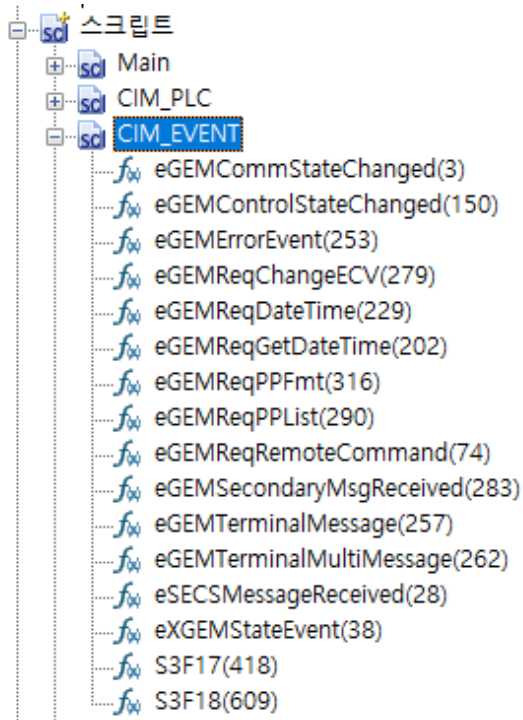 스크립트
Main
CIM_PLC
CIM_EVENT
eGEMCommStateChanged(3)
eGEMControlStateChanged(150)
eGEMErrorEvent(253)
eGEMReqChangeECV(279)
eGEMReqDateTime(229)
eGEMReqGetDateTime(202)
eGEMReqPPFmt(316)
eGEMReqPPList(290)
eGEMReqRemoteCommand(74)
eGEMSecondaryMsgReceived(283)
eGEMTerminalMessage(257)
eGEMTerminalMultiMessage(262)
eSECSMessageReceived(28)
eXGEMStateEvent(38)
S3F17(418)
S3F18(609)